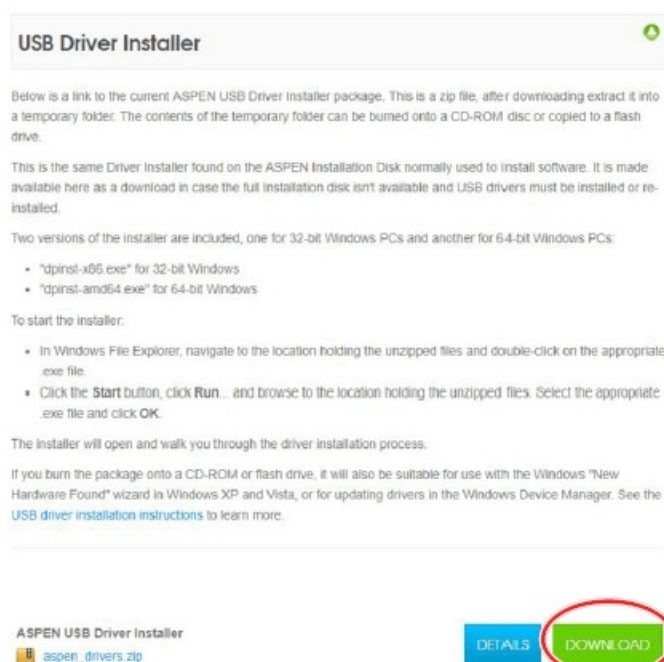 USB Driver Installer
Below is a link to the current ASPEN USB Driver Installer package. This is a zip file, after downloading extract it into
a temporary folder. The contents of the temporary folder can be burned onto a CD-ROM disc or copied to a flash
drive.
This is the same Driver Installer found on the ASPEN Installation Disk normally used to install software. It is made
available here as a download in case the full installation disk isn't available and USB drivers must be installed or re-
installed.
Two versions of the installer are included, one for 32-bit Windows PCs and another for 64-bit Windows PCs:
• "dpinst-x86.exe" for 32-bit Windows
• "dpinst-amd64.exe" for 64-bit Windows
To start the installer:
• In Windows File Explorer, navigate to the location holding the unzipped files and double-click on the appropriate
.exe file.
• Click the Start button, click Run... and browse to the location holding the unzipped files. Select the appropriate
.exe file and click OK.
The installer will open and walk you through the driver installation process.
If you burn the package onto a CD-ROM or flash drive, it will also be suitable for use with the Windows "New
Hardware Found" wizard in Windows XP and Vista, or for updating drivers in the Windows Device Manager. See the
USB driver installation instructions to learn more.
ASPEN USB Driver Installer
DETAILS DOWNLOAD
aspen_drivers.zip